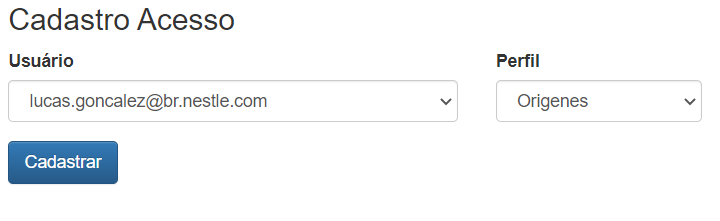 Cadastro Acesso
Usuário Perfil
lucas.goncalez@br.nestle.com Origenes
Cadastrar